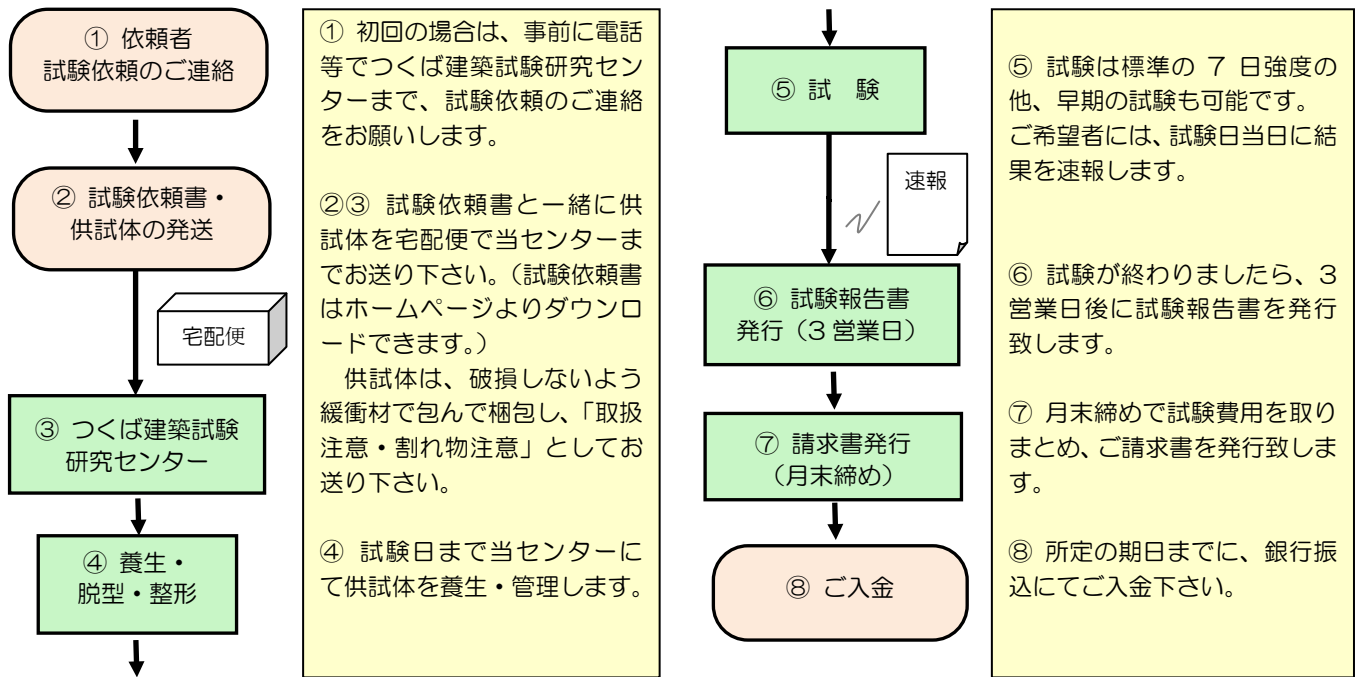 ① 依頼者
試験依頼のご連絡
② 試験依頼書・
供試体の発送
宅配便
③ つくば建築試験
研究センター
④ 養生・
脱型・整形
① 初回の場合は、事前に電話
等でつくば建築試験研究セン
ターまで、試験依頼のご連絡
をお願いします。
②③ 試験依頼書と一緒に供
試体を宅配便で当センターま
でお送り下さい。（試験依頼書
はホームページよりダウンロ
ードできます。）
　供試体は、破損しないよう
緩衝材で包んで梱包し、「取扱
注意・割れ物注意」としてお
送り下さい。
④ 試験日まで当センターに
て供試体を養生・管理します。
⑤ 試　験
速報
⑥ 試験報告書
発行（3 営業日）
⑦ 請求書発行
（月末締め）
⑧ ご入金
⑤ 試験は標準の 7 日強度の
他、早期の試験も可能です。
ご希望者には、試験日当日に結
果を速報します。
⑥ 試験が終わりましたら、3
営業日後に試験報告書を発行
致します。
⑦ 月末締めで試験費用を取り
まとめ、ご請求書を発行致しま
す。
⑧ 所定の期日までに、銀行振
込にてご入金下さい。